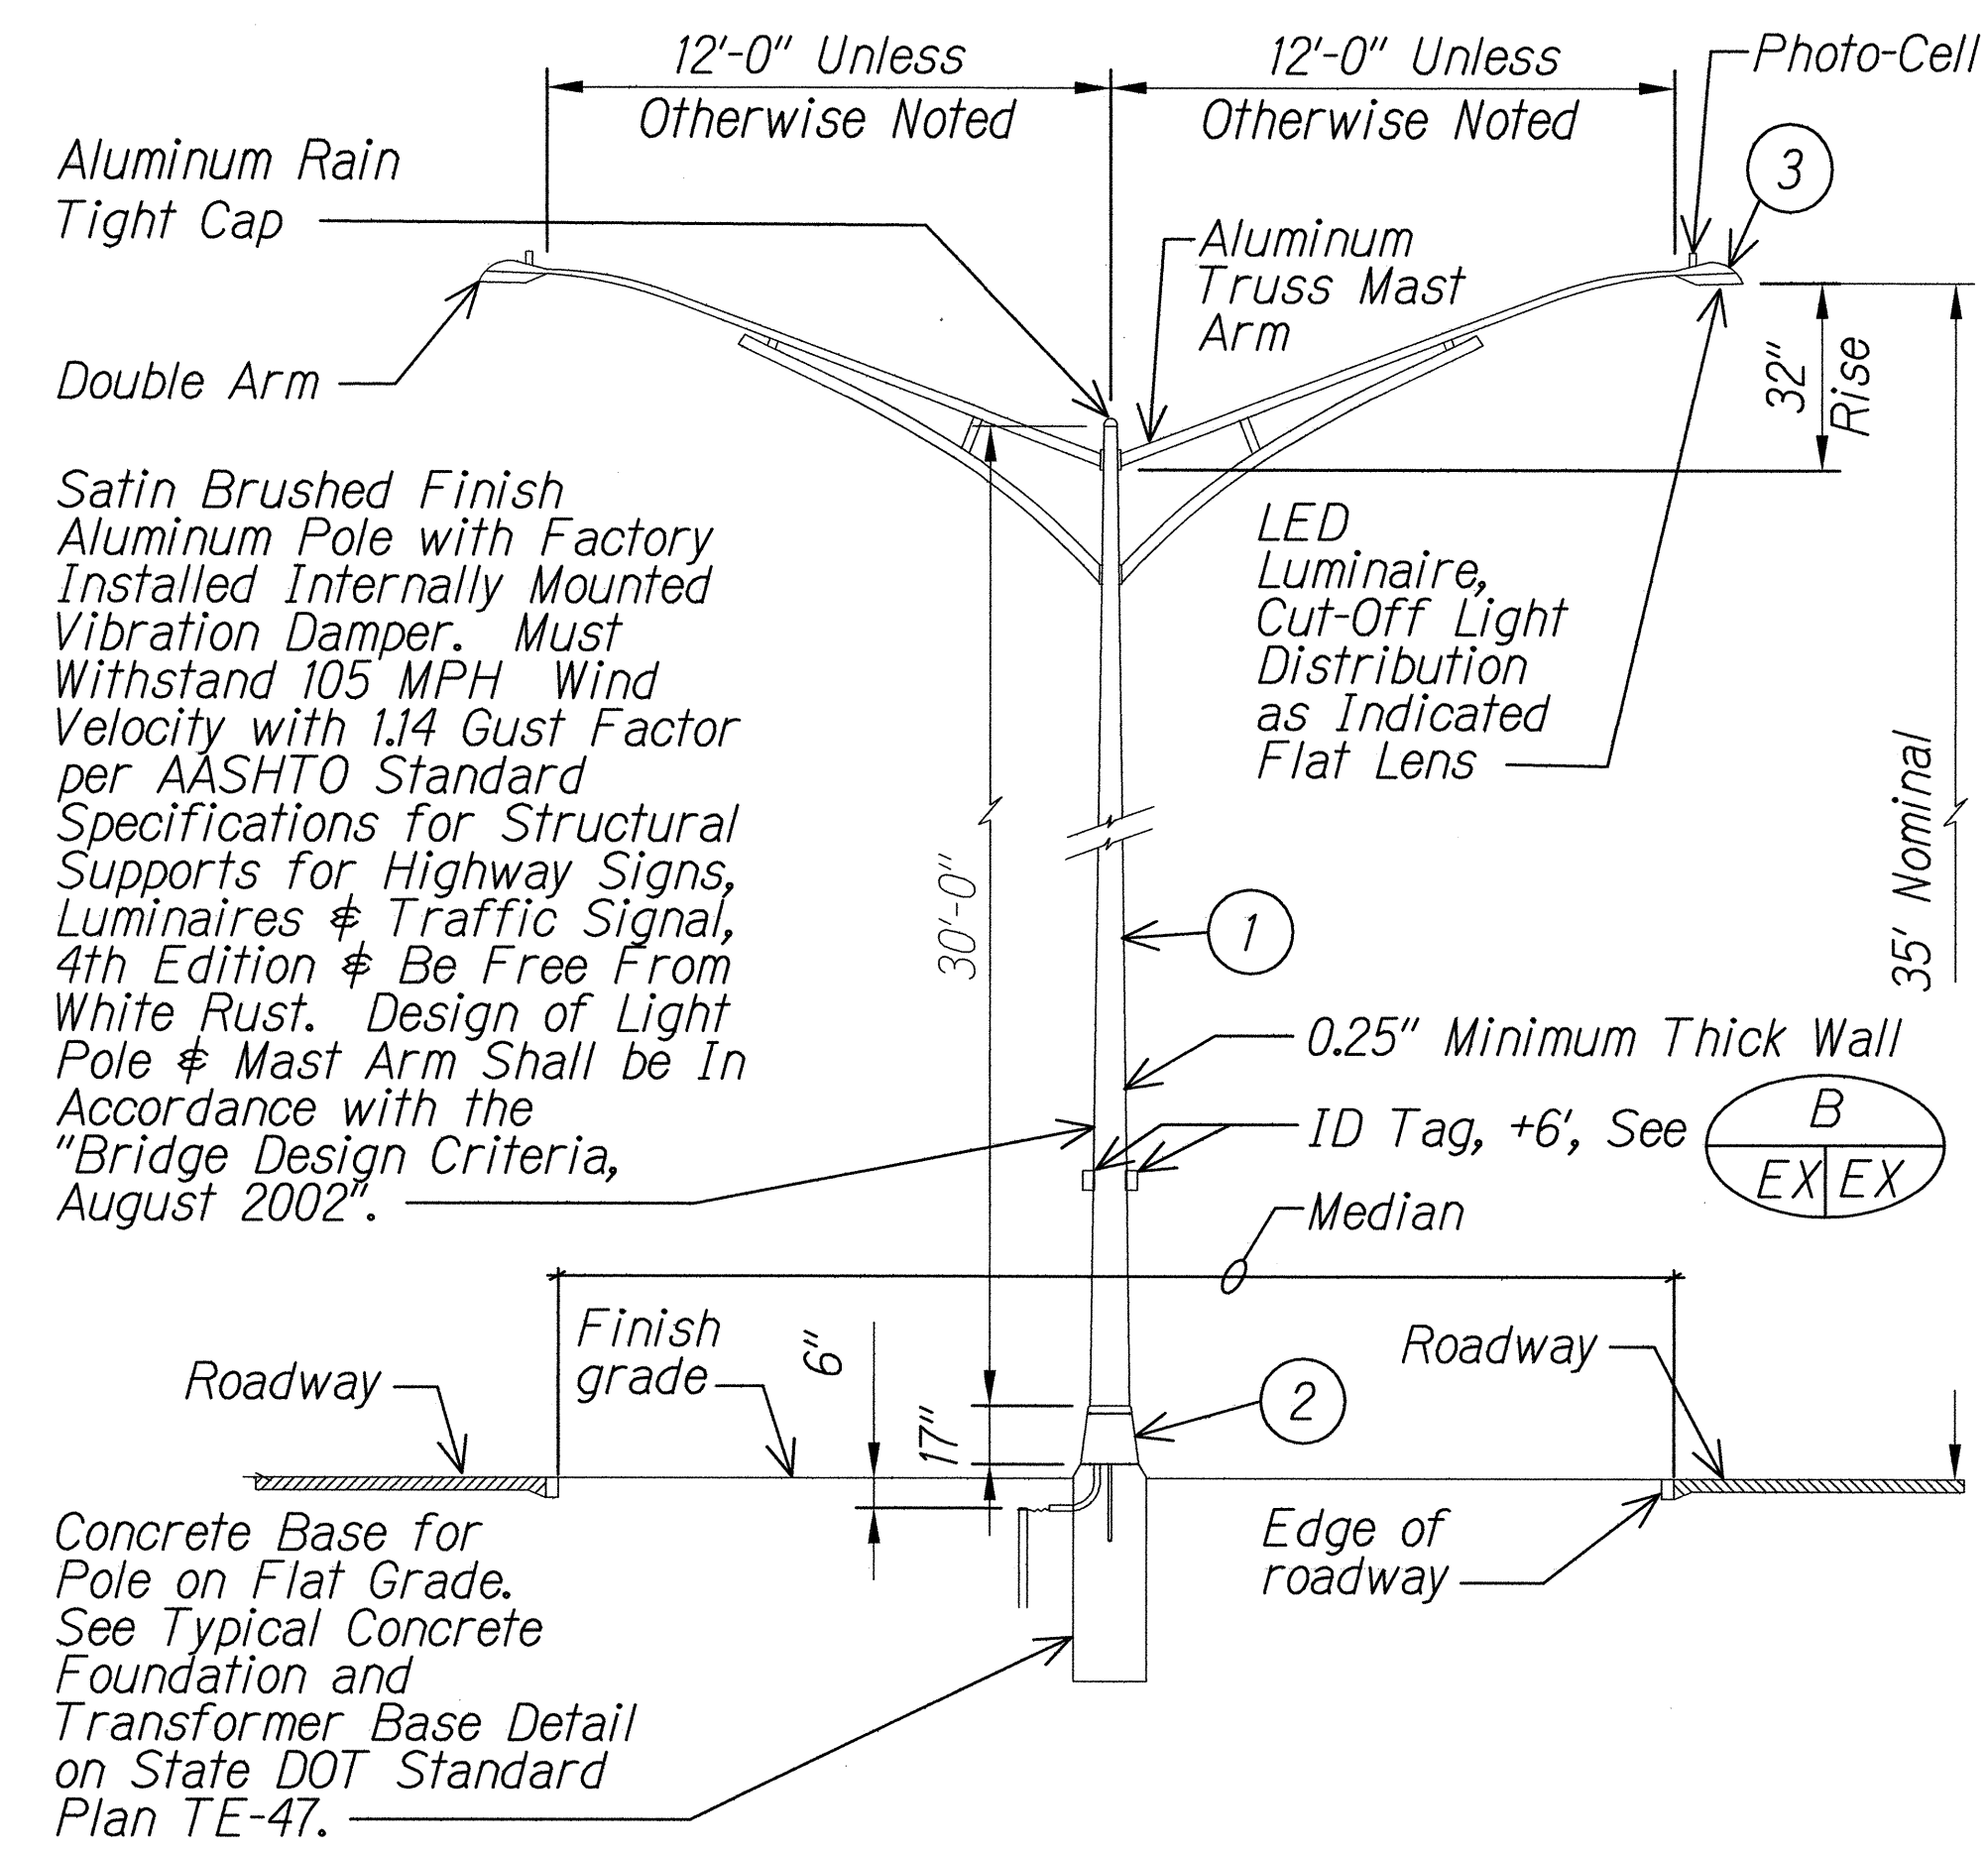 12'-0" Unless
Otherwise Noted
12'-0" Unless
Otherwise Noted
Photo-Cell
3
Aluminum Rain
Tight Cap
Aluminum
Truss Mast
Arm
Double Arm
32"
Rise
Satin Brushed Finish
Aluminum Pole with Factory
Installed Internally Mounted
Vibration Damper. Must
Withstand 105 MPH Wind
Velocity with 1.14 Gust Factor
per AASHTO Standard
Specifications for Structural
Supports for Highway Signs,
Luminaires & Traffic Signal,
4th Edition & Be Free From
White Rust. Design of Light
Pole & Mast Arm Shall be In
Accordance with the
"Bridge Design Criteria,
August 2002".
LED
Luminaire,
Cut-Off Light
Distribution
as Indicated
Flat Lens
30'-0"
35' Nominal
1
0.25" Minimum Thick Wall
ID Tag, +6', See
B
EX EX
Median
Finish
grade
Roadway
6"
17"
2
Roadway
Edge of
roadway
Concrete Base for
Pole on Flat Grade.
See Typical Concrete
Foundation and
Transformer Base Detail
on State DOT Standard
Plan TE-47.